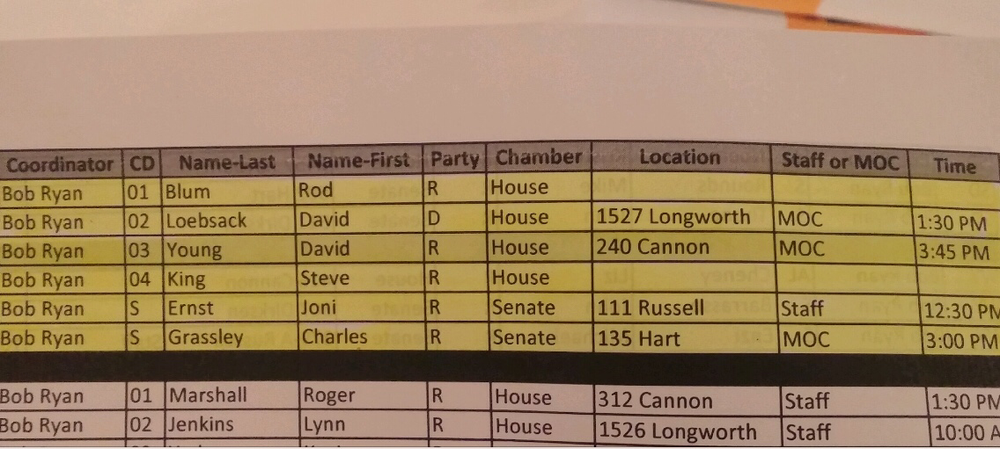 Coordinator CD Name-Last Name-First Party Chamber Location Staff or MOC Time
Bob Ryan 01 Blum Rod R House
Bob Ryan 02 Loebsack David D House 1527 Longworth MOC 1:30 PM
Bob Ryan 03 Young David R House 240 Cannon MOC 3:45 PM
Bob Ryan 04 King Steve R House
Bob Ryan S Ernst Joni R Senate 111 Russell Staff 12:30 PM
Bob Ryan S Grassley Charles R Senate 135 Hart MOC 3:00 PM
Bob Ryan 01 Marshall Roger R House 312 Cannon Staff 1:30 PM
Bob Ryan 02 Jenkins Lynn R House 1526 Longworth Staff 10:00 A